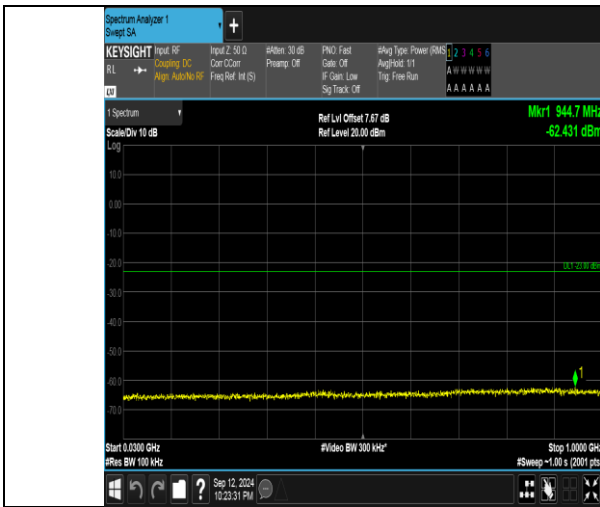 Spectrum Analyzer 1
Swept SA
+
KEYSIGHT Input: RF Input Z: 50 Ω #Atten: 30 dB PNO: Fast #Avg Type: Power (RMS 1 2 3 4 5 6
RL Coupling: DC Corr CCorr Preamp: Off Gate: Off Avg|Hold: 1/1 A W W W W W
Align: Auto/No RF Freq Ref: Int (S) IF Gain: Low Trig: Free Run
LXI Sig Track: Off A A A A A A
1 Spectrum Ref Lvl Offset 7.67 dB Mkr1 944.7 MHz
Scale/Div 10 dB Ref Level 20.00 dBm -62.431 dBm
Log
10.0
0.00
-10.0
-20.0
DL1 -23.00 dBm
-30.0
-40.0
-50.0
-60.0
1
-70.0
Start 0.0300 GHz #Video BW 300 kHz* Stop 1.0000 GHz
#Res BW 100 kHz #Sweep ~1.00 s (2001 pts
? Sep 12, 2024
10:23:31 PM